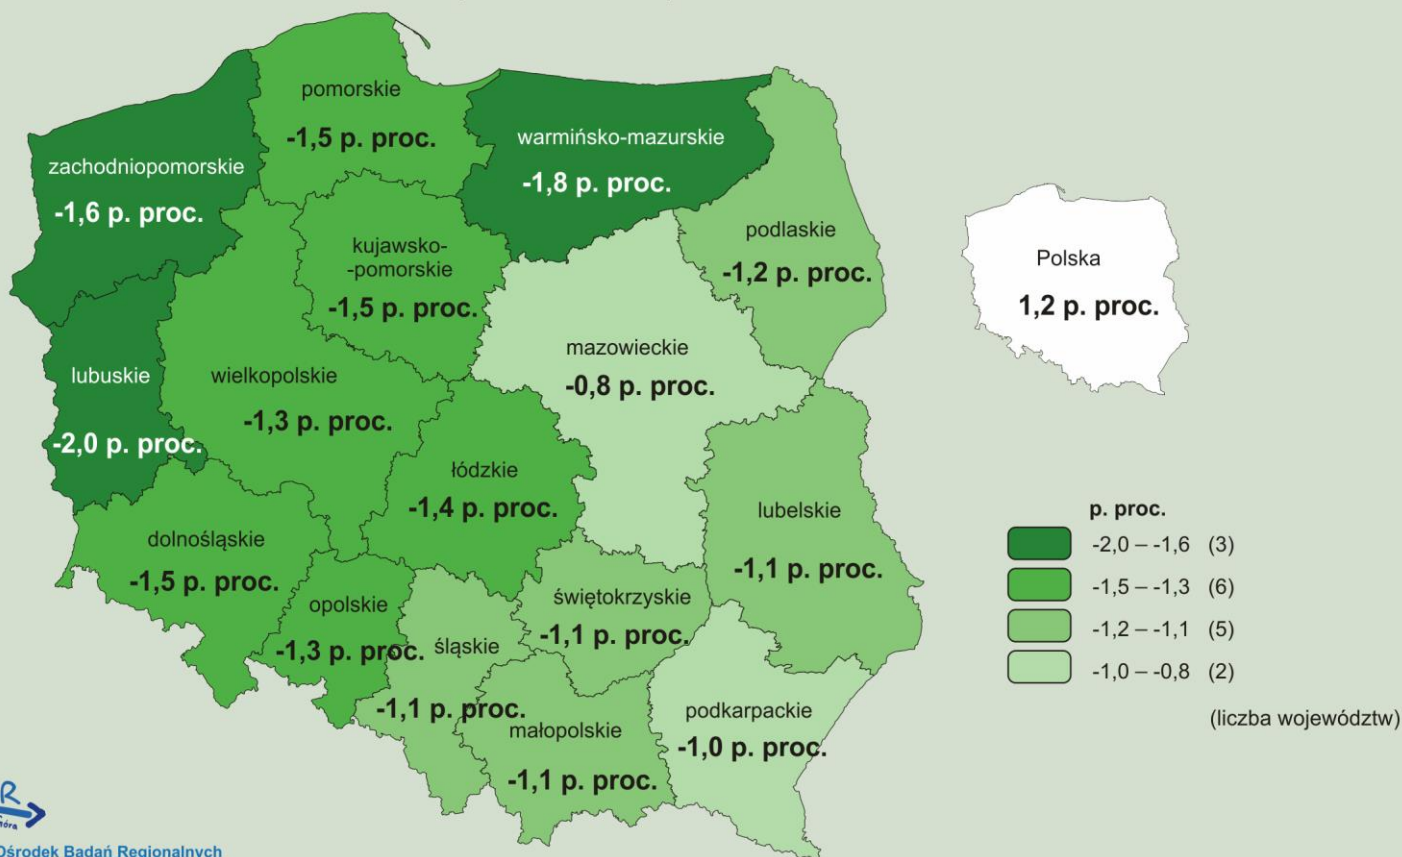 pomorskie
-1,5 p. proc.
warmińsko-mazurskie
-1,8 p. proc.
zachodniopomorskie
-1,6 p. proc.
podlaskie
-1,2 p. proc.
kujawsko-
-pomorskie
-1,5 p. proc.
Polska
1,2 p. proc.
mazowieckie
-0,8 p. proc.
lubuskie
-2,0 p. proc.
wielkopolskie
-1,3 p. proc.
łódzkie
-1,4 p. proc.
lubelskie
-1,1 p. proc.
dolnośląskie
-1,5 p. proc.
opolskie
-1,3 p. proc.
śląskie
-1,1 p. proc.
świętokrzyskie
-1,1 p. proc.
małopolskie
-1,1 p. proc.
podkarpackie
-1,0 p. proc.
p. proc.
-2,0 – -1,6 (3)
-1,5 – -1,3 (6)
-1,2 – -1,1 (5)
-1,0 – -0,8 (2)
(liczba województw)
R
óra
Ośrodek Badań Regionalnych